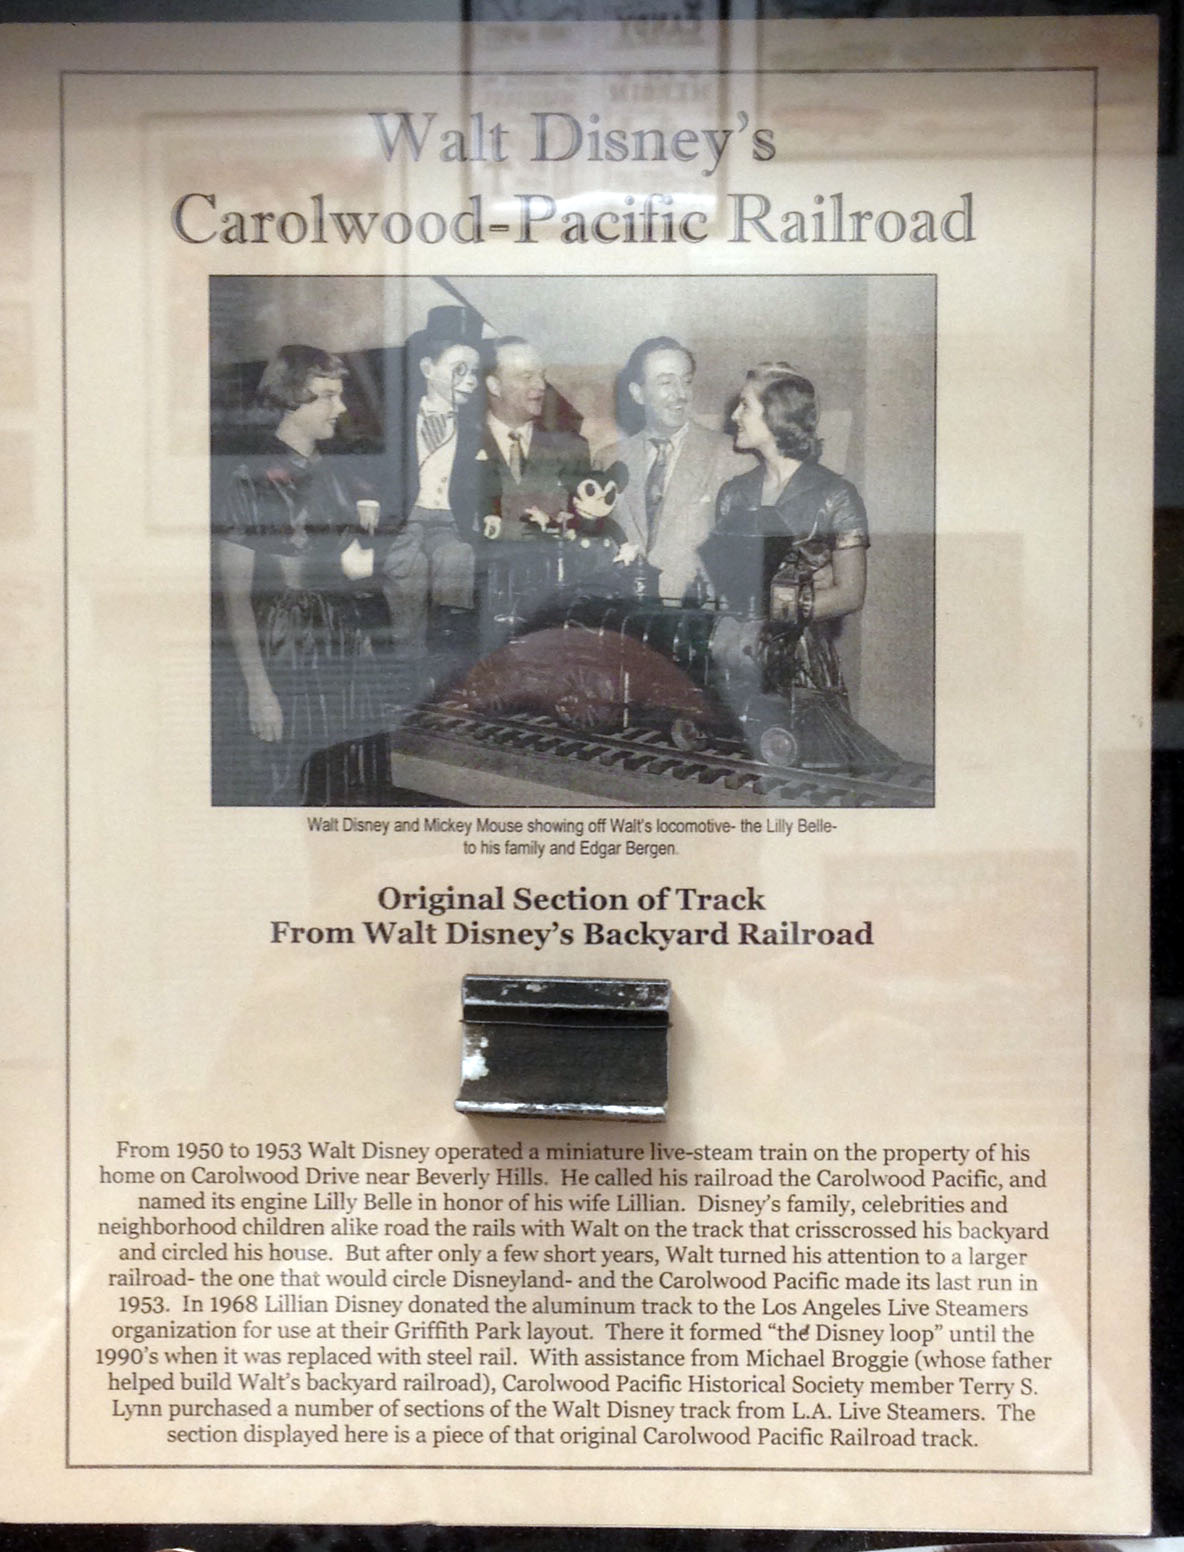 Walt Disney's
Carolwood-Pacific Railroad
Walt Disney and Mickey Mouse showing off Walt's locomotive- the Lilly Belle-
to his family and Edgar Bergen.
Original Section of Track
From Walt Disney's Backyard Railroad
From 1950 to 1953 Walt Disney operated a miniature live-steam train on the property of his
home on Carolwood Drive near Beverly Hills.  He called his railroad the Carolwood Pacific, and
named its engine Lilly Belle in honor of his wife Lillian.  Disney's family, celebrities and
neighborhood children alike road the rails with Walt on the track that crisscrossed his backyard
and circled his house.  But after only a few short years, Walt turned his attention to a larger
railroad- the one that would circle Disneyland- and the Carolwood Pacific made its last run in
1953.  In 1968 Lillian Disney donated the aluminum track to the Los Angeles Live Steamers
organization for use at their Griffith Park layout.  There it formed "the Disney loop" until the
1990's when it was replaced with steel rail.  With assistance from Michael Broggie (whose father
helped build Walt's backyard railroad), Carolwood Pacific Historical Society member Terry S.
Lynn purchased a number of sections of the Walt Disney track from L.A. Live Steamers.  The
section displayed here is a piece of that original Carolwood Pacific Railroad track.